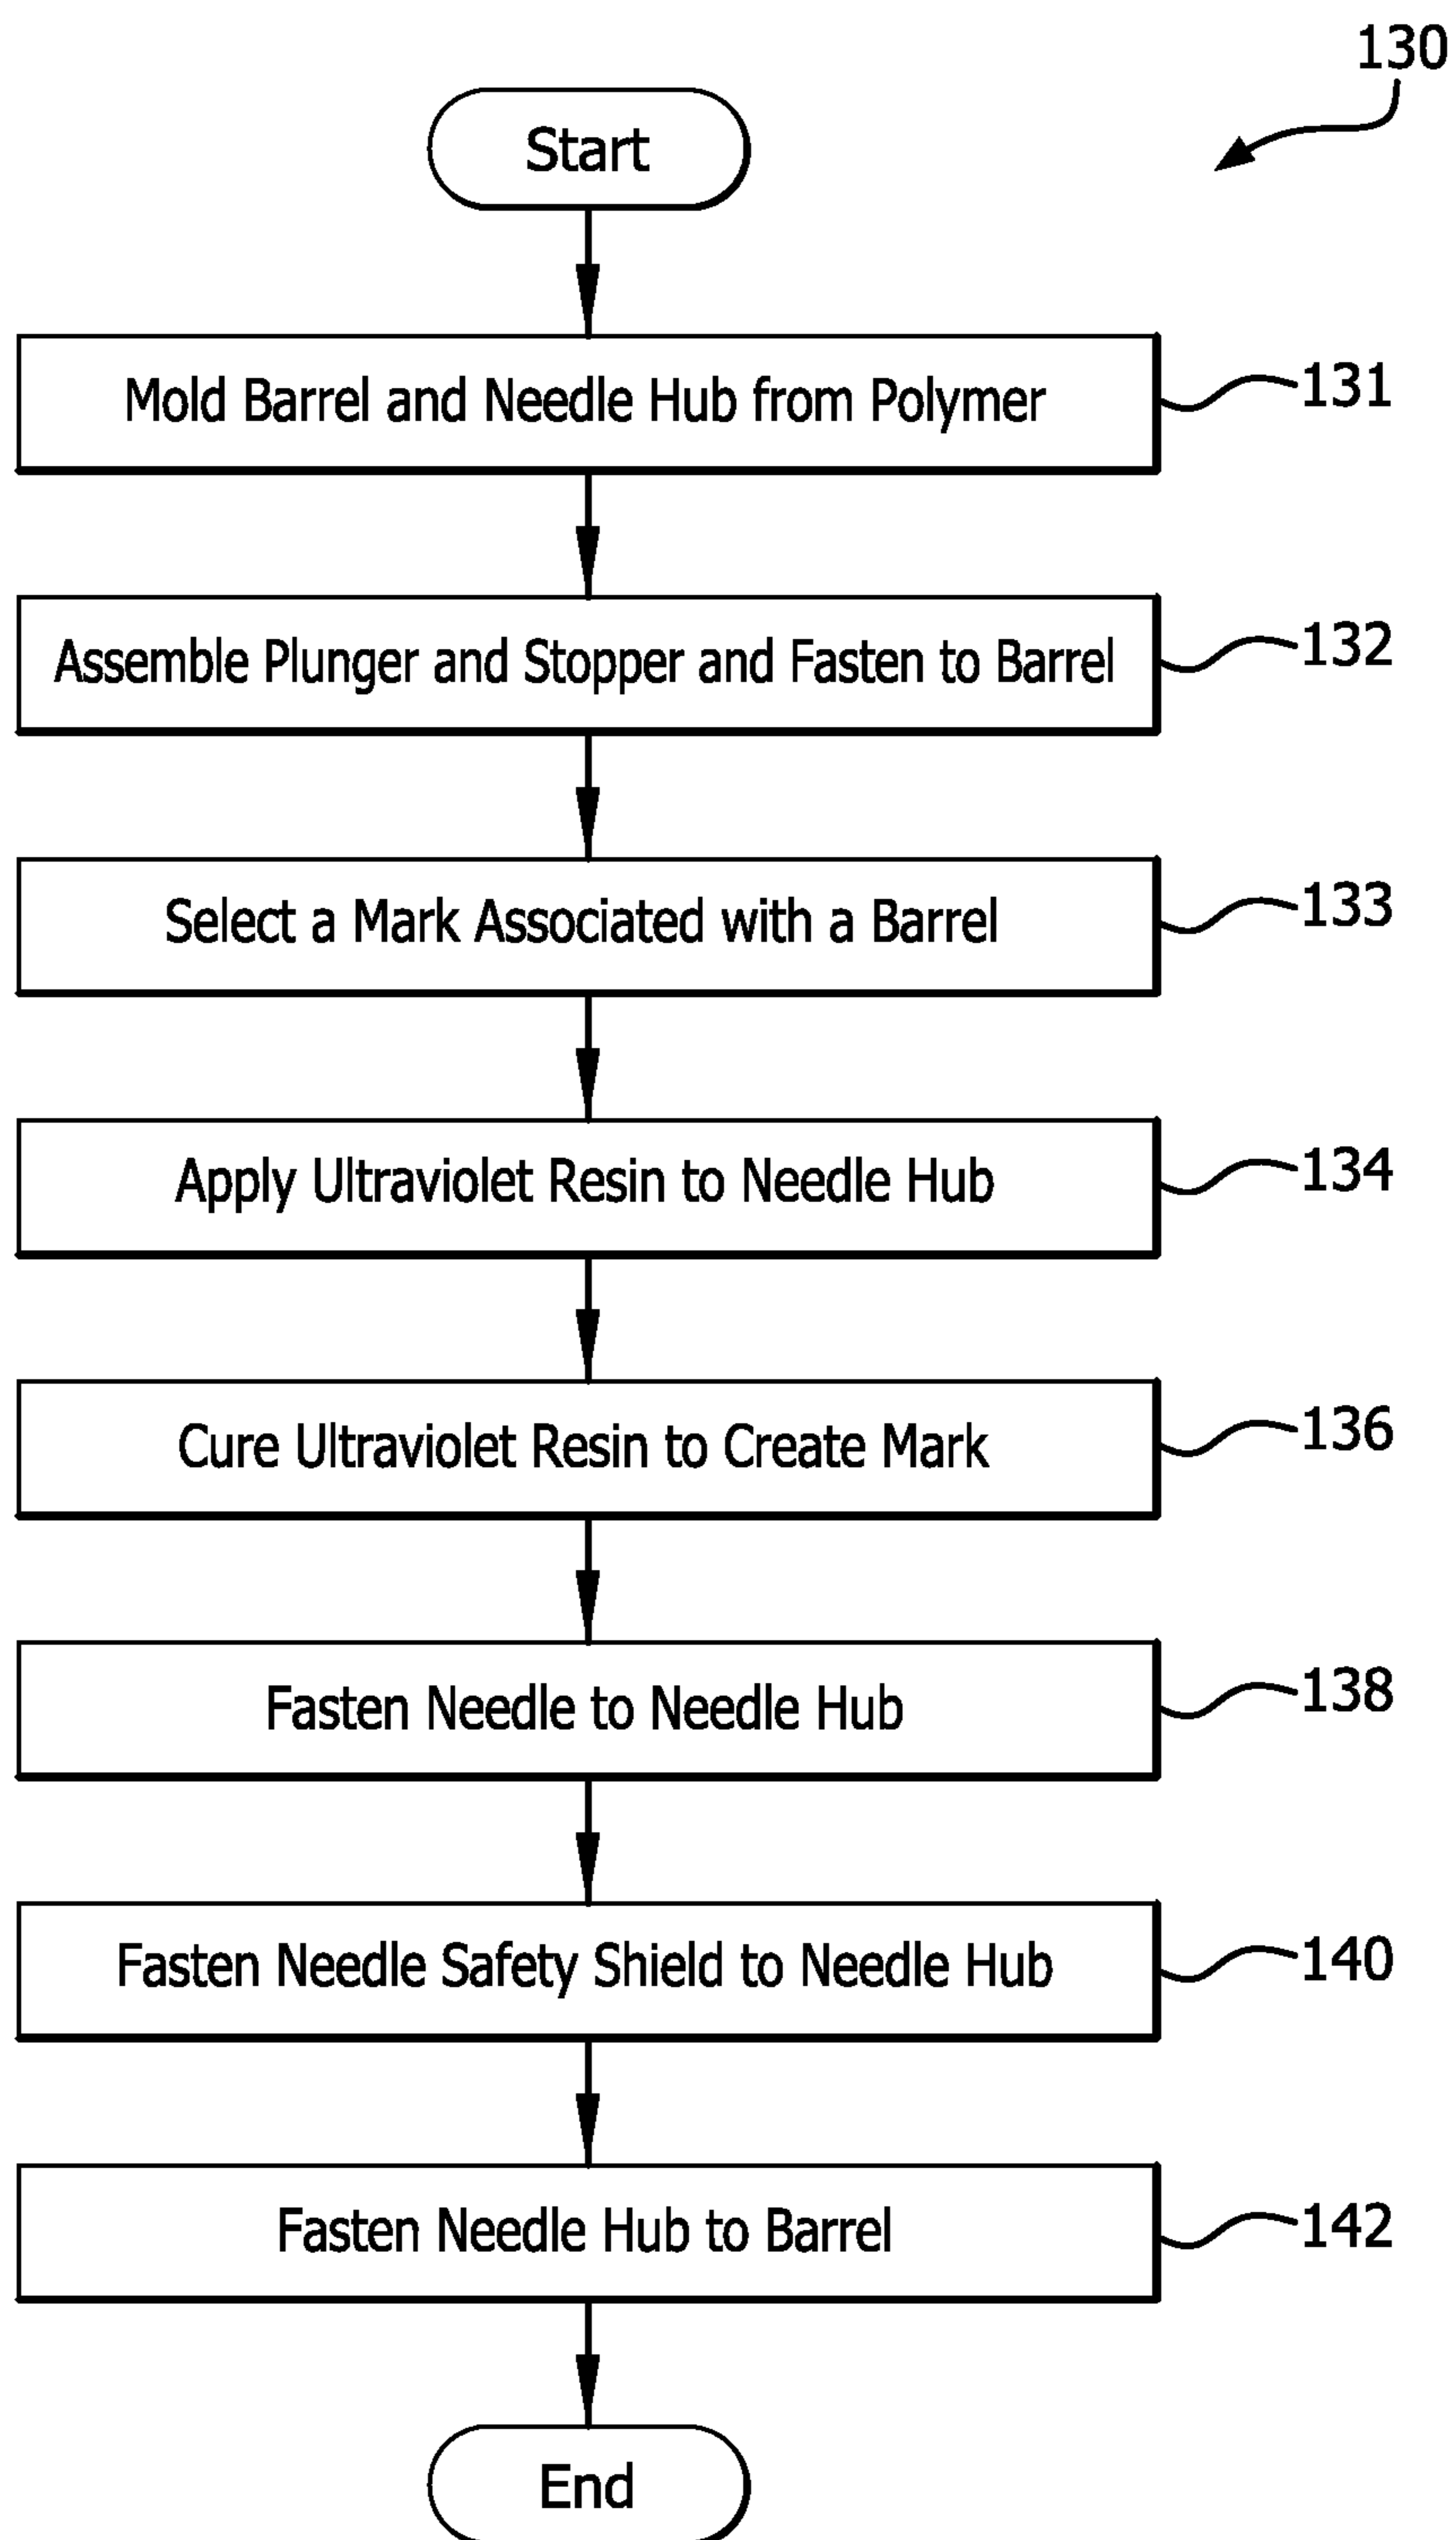 130
Start
Mold Barrel and Needle Hub from Polymer
131
Assemble Plunger and Stopper and Fasten to Barrel
132
Select a Mark Associated with a Barrel
133
Apply Ultraviolet Resin to Needle Hub
134
Cure Ultraviolet Resin to Create Mark
136
Fasten Needle to Needle Hub
138
Fasten Needle Safety Shield to Needle Hub
140
Fasten Needle Hub to Barrel
142
End